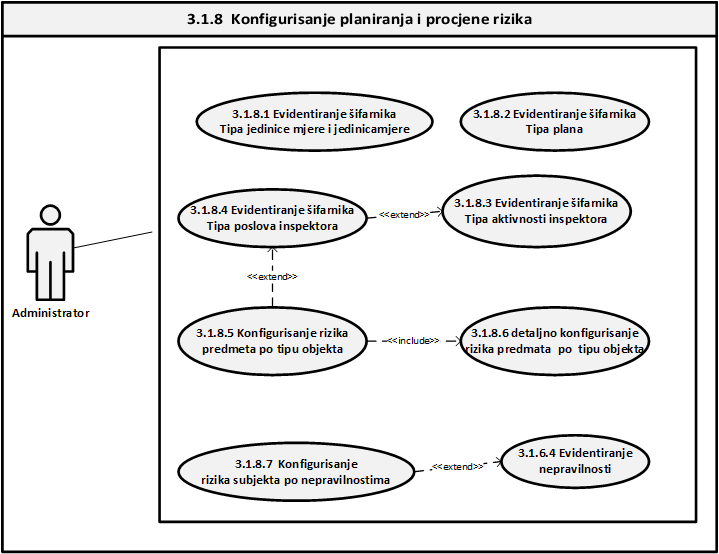 3.1.8 Konfigurisanje planiranja i procjene rizika
3.1.8.1 Evidentiranje šifarnika
Tipa jedinice mjere i jedinicamjere
3.1.8.2 Evidentiranje šifarnika
Tipa plana
3.1.8.4 Evidentiranje šifarnika
Tipa poslova inspektora
<<extend>>
3.1.8.3 Evidentiranje šifarnika
Tipa aktivnosti inspektora
<<extend>>
Administrator
3.1.8.5 Konfigurisanje rizika
predmeta po tipu objekta
<<include>>
3.1.8.6 detaljno konfigurisanje
rizika predmata po tipu objekta
3.1.8.7 Konfigurisanje
rizika subjekta po nepravilnostima
<<extend>>
3.1.6.4 Evidentiranje
nepravilnosti